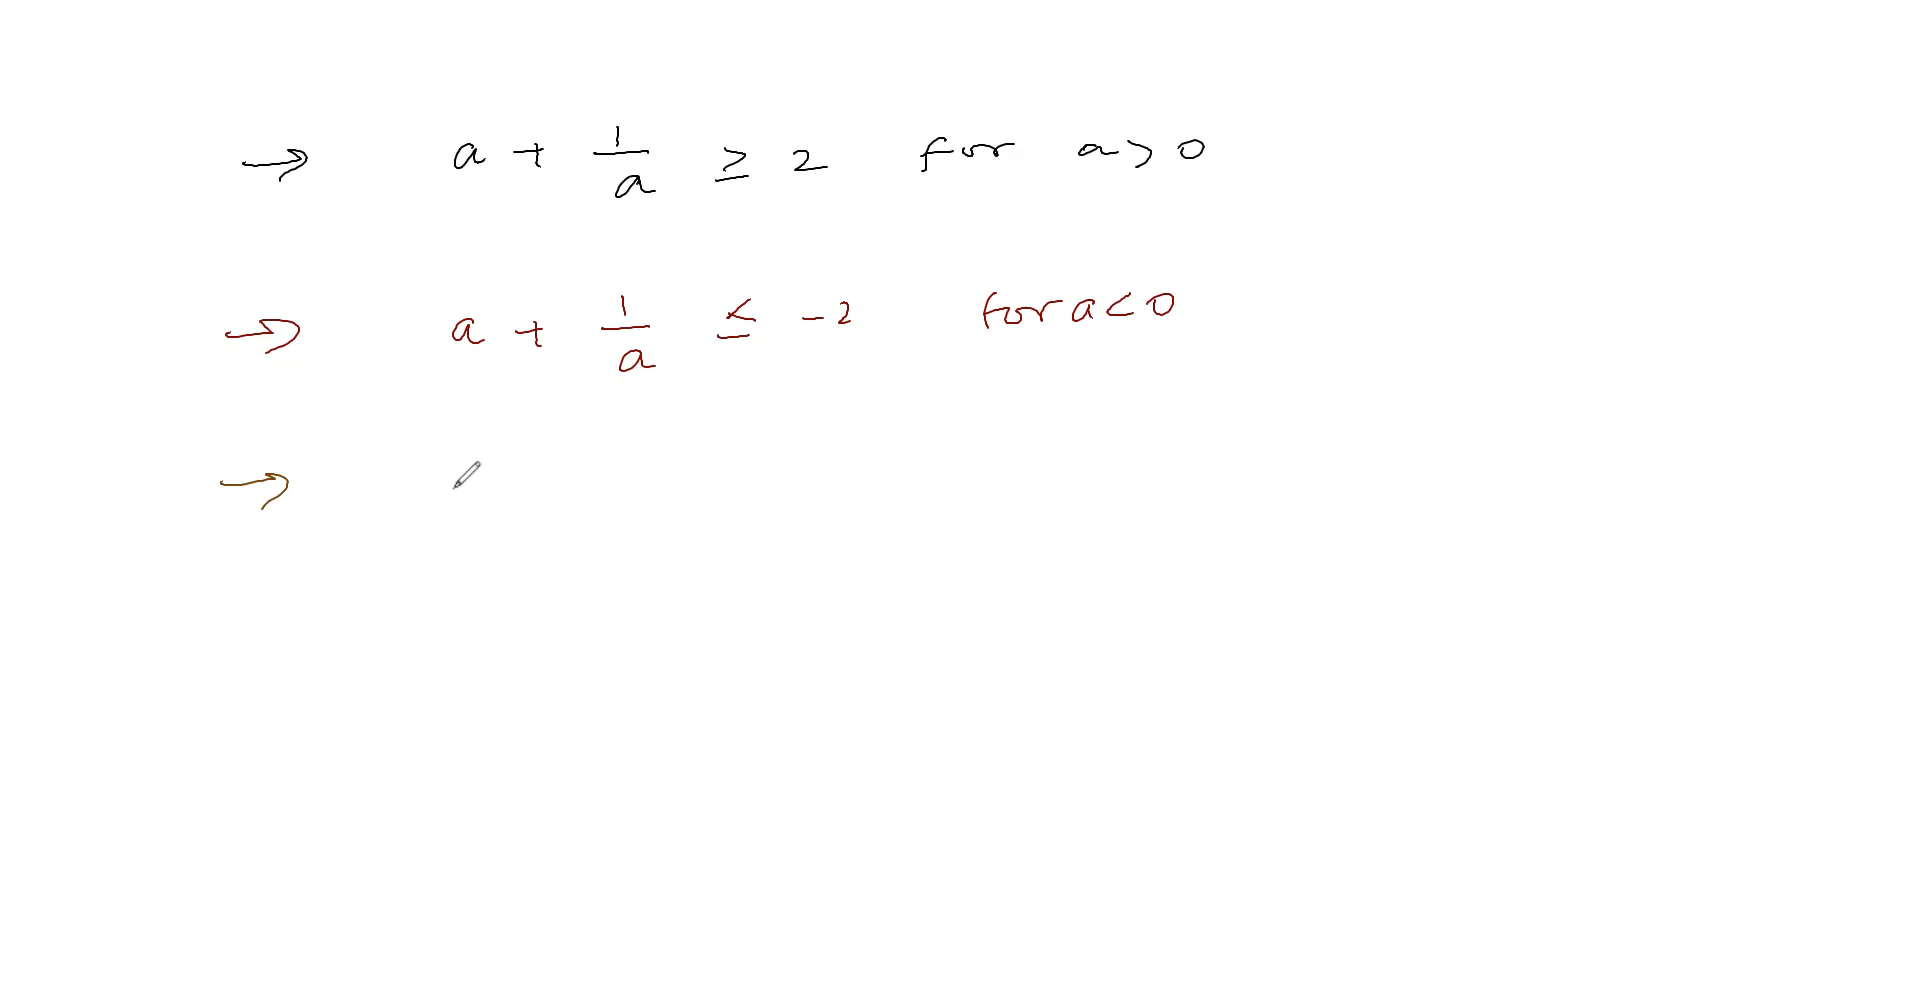 → a + 1/a ≥ 2 for a > 0
→ a + 1/a ≤ -2 for a < 0
→